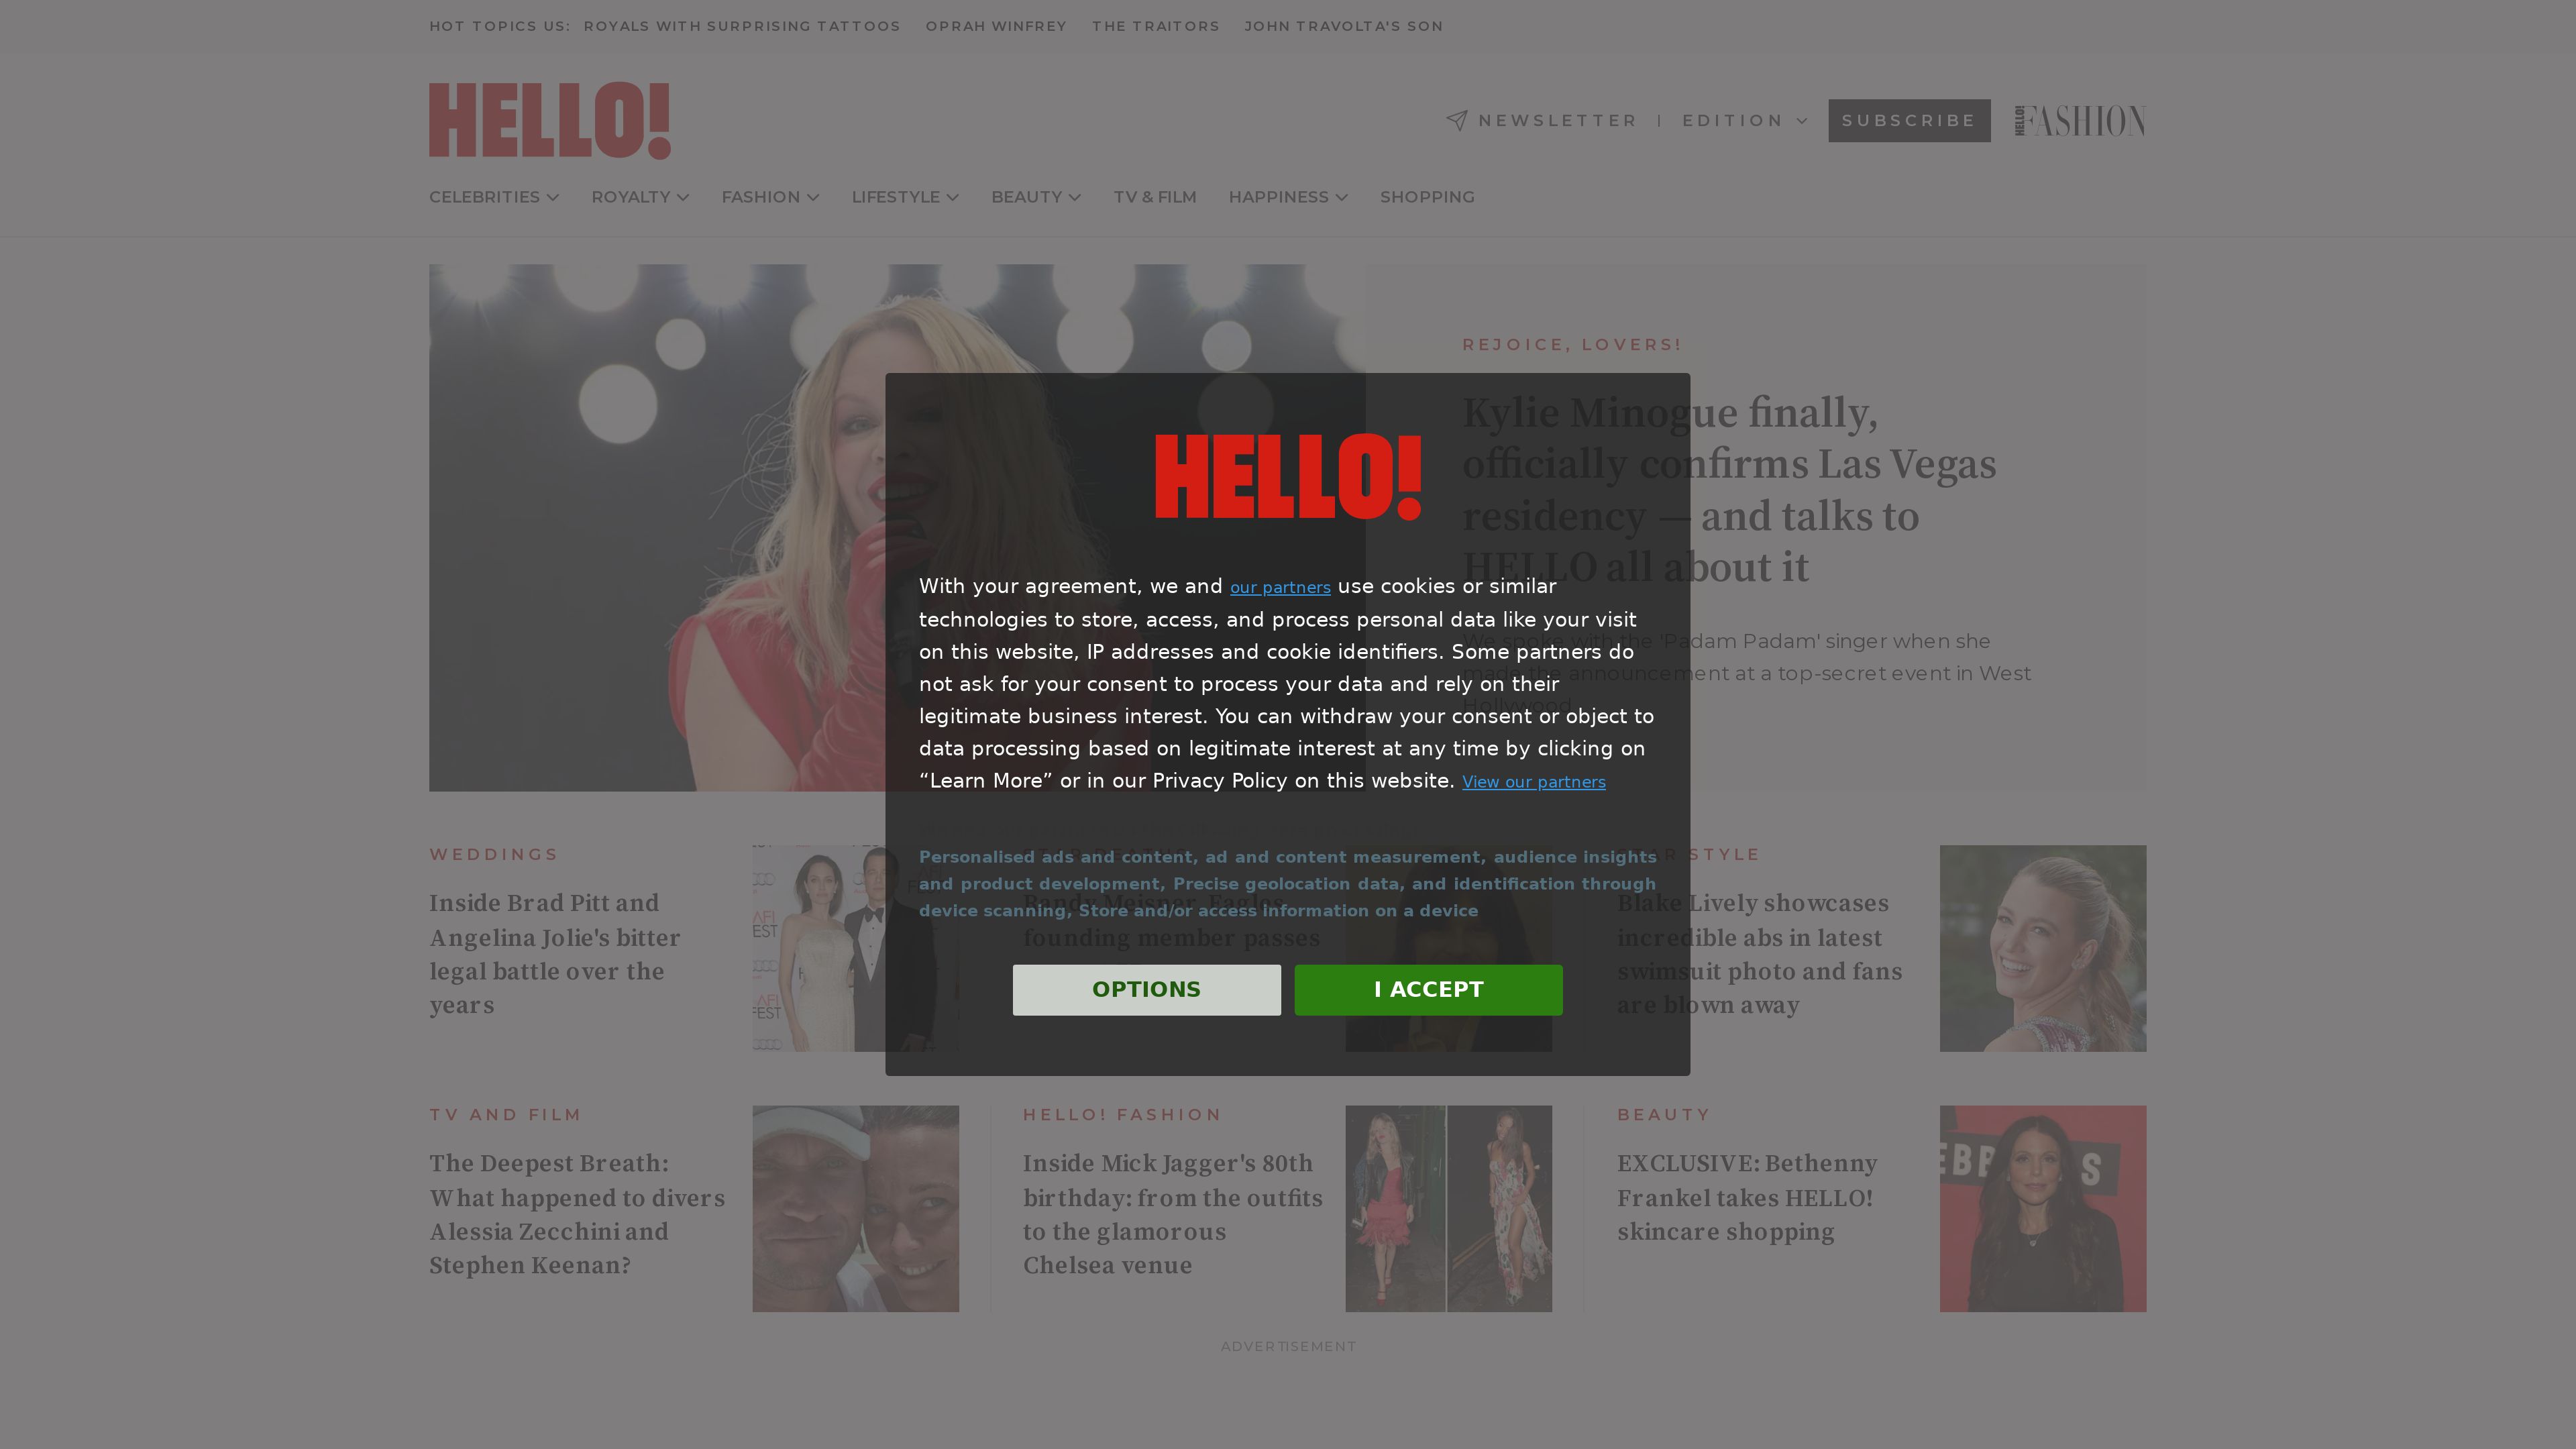 HOT TOPICS US: ROYALS WITH SURPRISING TATTOOS OPRAH WINFREY THE TRAITORS JOHN TRAVOLTA'S SON
HELLO!
NEWSLETTER | EDITION SUBSCRIBE HELLO! FASHION
CELEBRITIES ROYALTY FASHION LIFESTYLE BEAUTY TV & FILM HAPPINESS SHOPPING
REJOICE, LOVERS!
Kylie Minogue finally,
officially confirms Las Vegas
residency — and talks to
HELLO all about it
We spoke with the 'Padam Padam' singer when she
made the announcement at a top-secret event in West
Hollywood
HELLO!
With your agreement, we and our partners use cookies or similar
technologies to store, access, and process personal data like your visit
on this website, IP addresses and cookie identifiers. Some partners do
not ask for your consent to process your data and rely on their
legitimate business interest. You can withdraw your consent or object to
data processing based on legitimate interest at any time by clicking on
“Learn More” or in our Privacy Policy on this website. View our partners
Personalised ads and content, ad and content measurement, audience insights
and product development, Precise geolocation data, and identification through
device scanning, Store and/or access information on a device
OPTIONS
I ACCEPT
WEDDINGS
Inside Brad Pitt and
Angelina Jolie's bitter
legal battle over the
years
AFI
FEST
AFI
FEST
Randy Meisner, Eagles
founding member passes
STAR STYLE
Blake Lively showcases
incredible abs in latest
swimsuit photo and fans
are blown away
TV AND FILM
The Deepest Breath:
What happened to divers
Alessia Zecchini and
Stephen Keenan?
HELLO! FASHION
Inside Mick Jagger's 80th
birthday: from the outfits
to the glamorous
Chelsea venue
BEAUTY
EXCLUSIVE: Bethenny
Frankel takes HELLO!
skincare shopping
ADVERTISEMENT